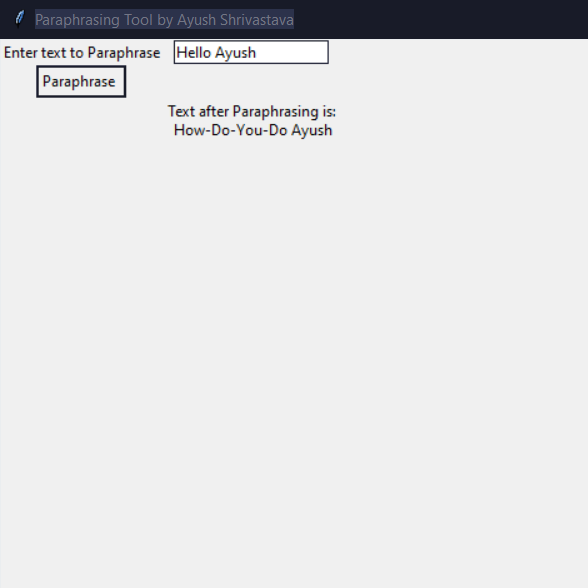 Paraphrasing Tool by Ayush Shrivastava
Enter text to Paraphrase Hello Ayush
Paraphrase
Text after Paraphrasing is:
How-Do-You-Do Ayush